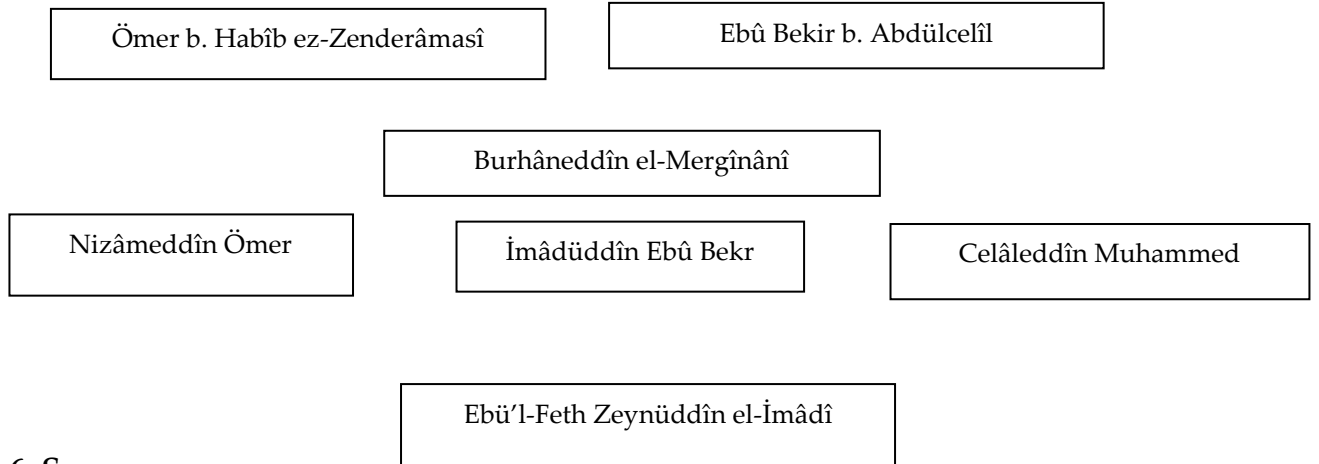 Ömer b. Habîb ez-Zenderâmasî
Ebû Bekir b. Abdülcelîl
Burhâneddîn el-Mergînânî
Nizâmeddîn Ömer
İmâdüddîn Ebû Bekr
Celâleddîn Muhammed
Ebü’l-Feth Zeynüddîn el-İmâdî